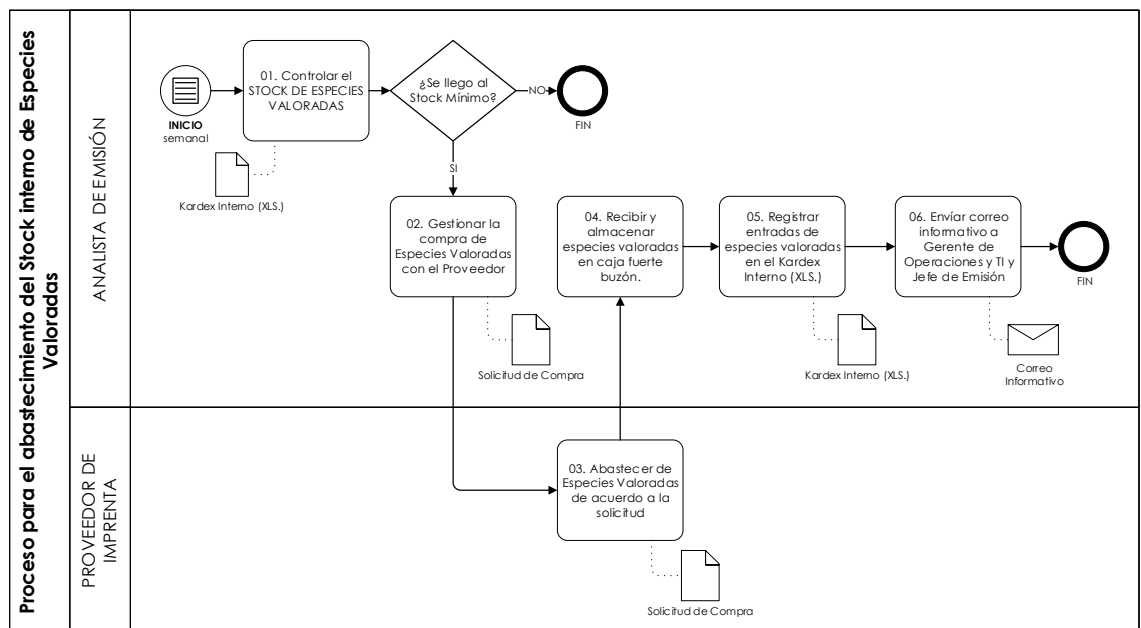 Proceso para el abastecimiento del Stock interno de Especies
Valoradas
ANALISTA DE EMISIÓN
INICIO
semanal
01. Controlar el
STOCK DE ESPECIES
VALORADAS
Kardex Interno (XLS.)
¿Se llego al
Stock Mínimo?
NO
FIN
SI
02. Gestionar la
compra de
Especies Valoradas
con el Proveedor
Solicitud de Compra
04. Recibir y
almacenar
especies valoradas
en caja fuerte
buzón.
05. Registrar
entradas de
especies valoradas
en el Kardex
Interno (XLS.)
Kardex Interno (XLS.)
06. Envíar correo
informativo a
Gerente de
Operaciones y TI y
Jefe de Emisión
Correo
Informativo
FIN
PROVEEDOR DE
IMPRENTA
03. Abastecer de
Especies Valoradas
de acuerdo a la
solicitud
Solicitud de Compra